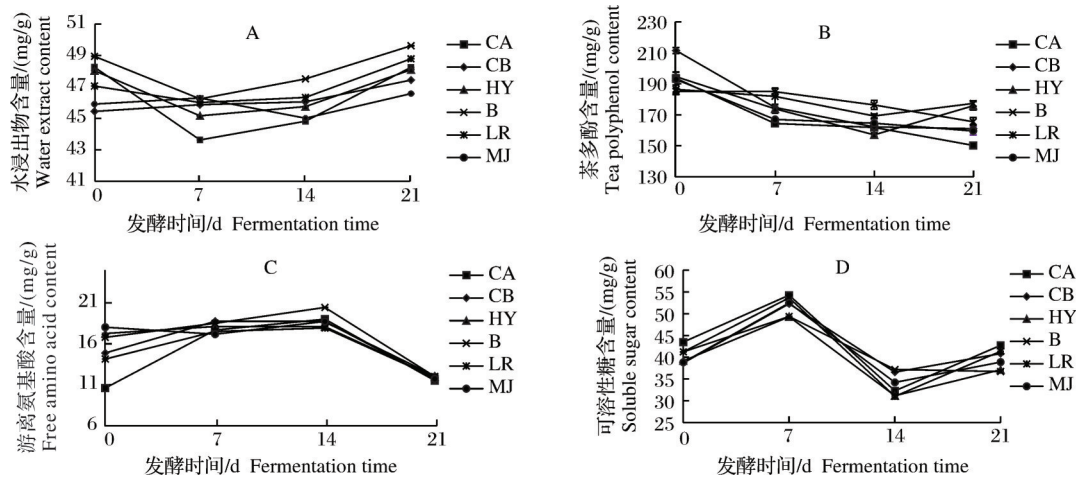 A
水浸出物含量/(mg/g)
Water extract content
51
49
47
45
43
41
0
7
14
21
发酵时间/d Fermentation time
CA
CB
HY
B
LR
MJ
B
茶多酚含量/(mg/g)
Tea polyphenol content
230
210
190
170
150
130
0
7
14
21
发酵时间/d Fermentation time
CA
CB
HY
B
LR
MJ
C
游离氨基酸含量/(mg/g)
Free amino acid content
21
16
11
6
0
7
14
21
发酵时间/d Fermentation time
CA
CB
HY
B
LR
MJ
D
可溶性糖含量/(mg/g)
Soluble sugar content
60
55
50
45
40
35
30
25
0
7
14
21
发酵时间/d Fermentation time
CA
CB
HY
B
LR
MJ